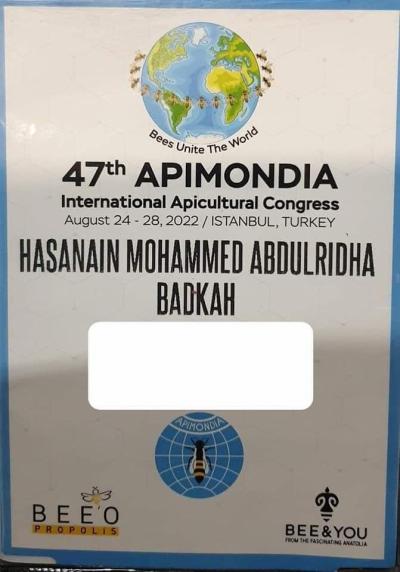 Bees Unite The World
47th APIMONDIA
International Apicultural Congress
August 24 - 28, 2022 / ISTANBUL, TURKEY
HASANAIN MOHAMMED ABDULRIDHA
BADKAH
APIMONDIA
BEE'O
PROPOLIS
BEE&YOU
FROM THE FASCINATING ANATOLIA